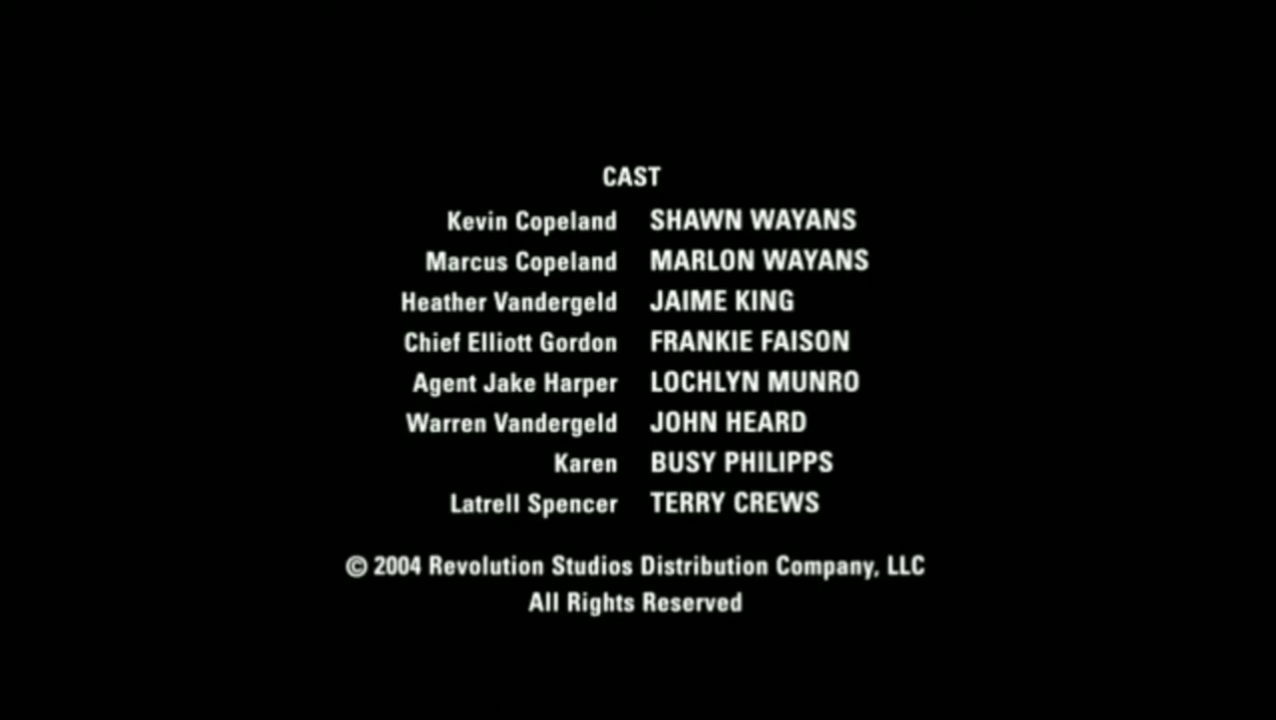 CAST
Kevin Copeland SHAWN WAYANS
Marcus Copeland MARLON WAYANS
Heather Vandergeld JAIME KING
Chief Elliott Gordon FRANKIE FAISON
Agent Jake Harper LOCHLYN MUNRO
Warren Vandergeld JOHN HEARD
Karen BUSY PHILIPPS
Latrell Spencer TERRY CREWS
© 2004 Revolution Studios Distribution Company, LLC
All Rights Reserved